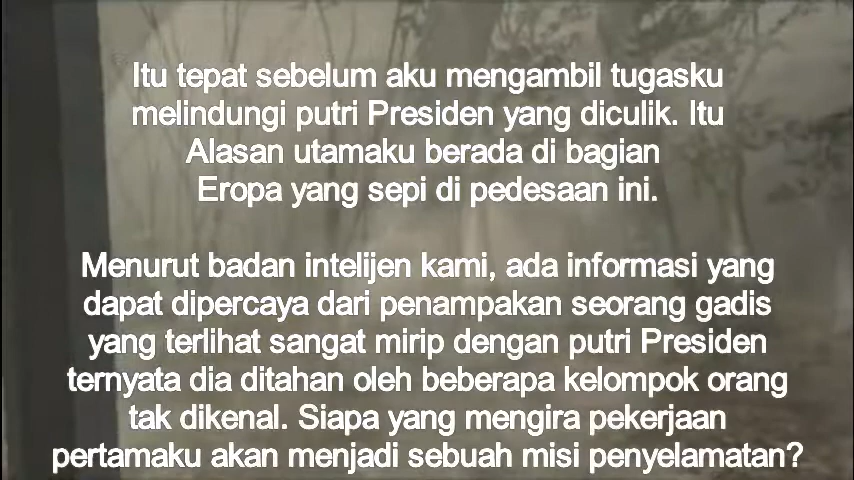 Itu tepat sebelum aku mengambil tugasku
melindungi putri Presiden yang diculik. Itu
Alasan utamaku berada di bagian
Eropa yang sepi di pedesaan ini.
Menurut badan intelijen kami, ada informasi yang
dapat dipercaya dari penampakan seorang gadis
yang terlihat sangat mirip dengan putri Presiden
ternyata dia ditahan oleh beberapa kelompok orang
tak dikenal. Siapa yang mengira pekerjaan
pertamaku akan menjadi sebuah misi penyelamatan?